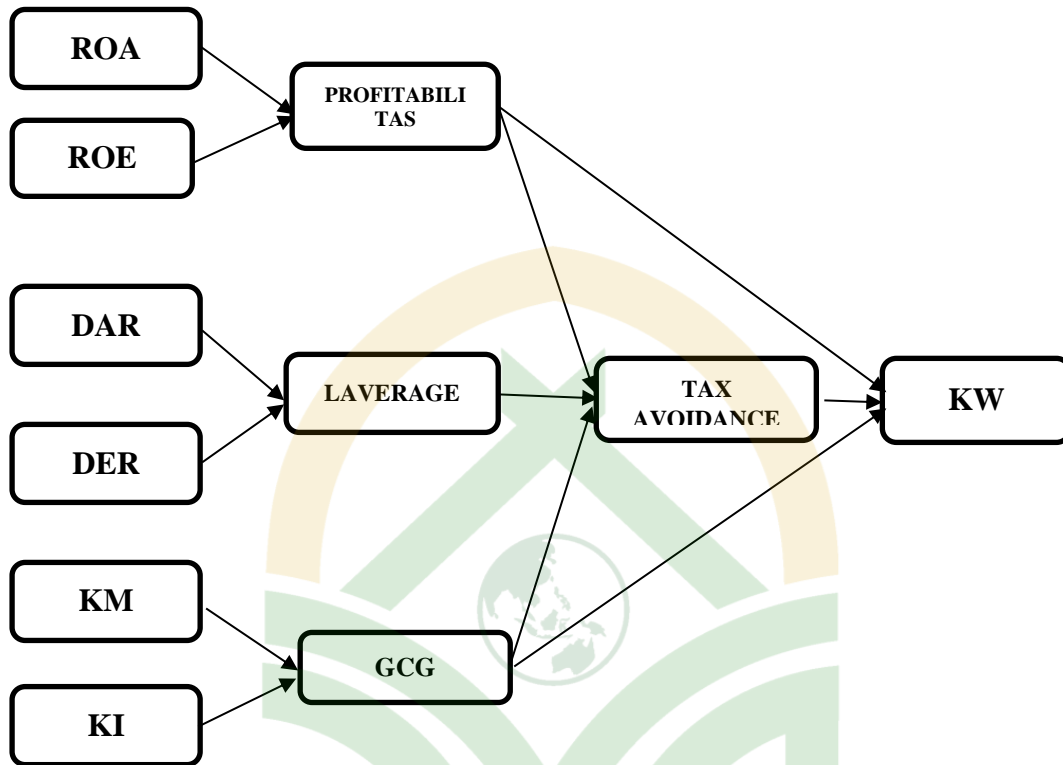 ROA
PROFITABILI
TAS
ROE
DAR
LAVERAGE
TAX
AVOIDANCE
KW
DER
KM
GCG
KI